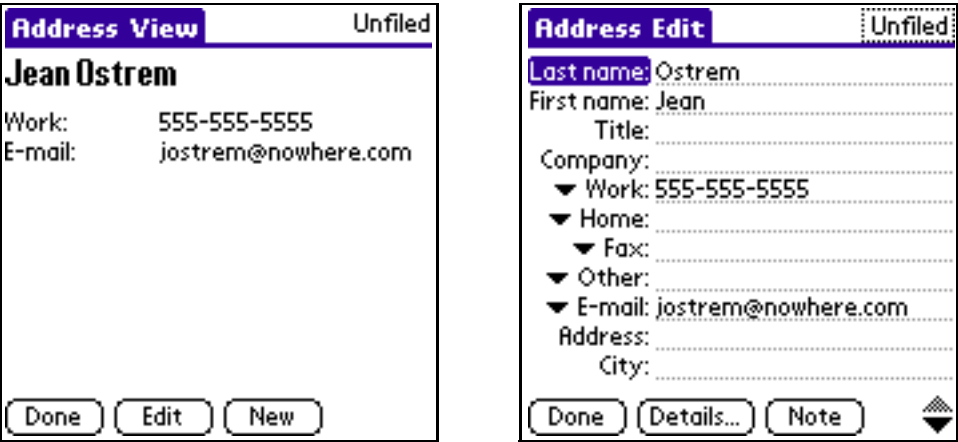 Address View
Unfiled
Jean Ostrem
Work: 555-555-5555
E-mail: jostrem@nowhere.com
Done
Edit
New
Address Edit
Unfiled
Last name: Ostrem
First name: Jean
Title:
Company:
Work: 555-555-5555
Home:
Fax:
Other:
E-mail: jostrem@nowhere.com
Address:
City:
Done
Details...
Note